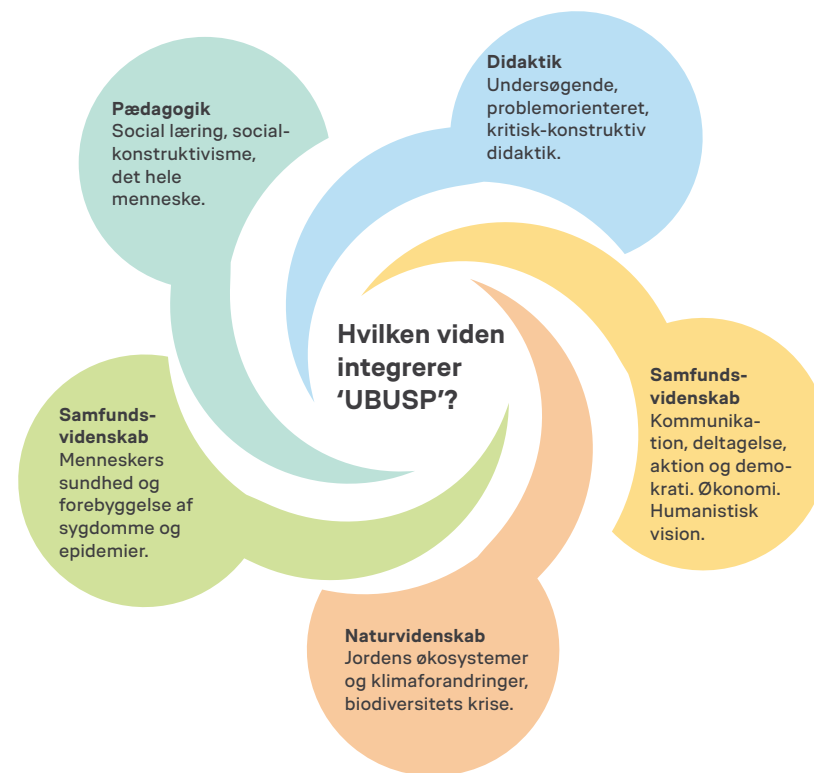 Didaktik
Undersøgende,
problemorienteret,
kritisk-konstruktiv
didaktik.
Pædagogik
Social læring, social-
konstruktivisme,
det hele
menneske.
Hvilken viden
integrerer
‘UBUSP’?
Samfunds-
videnskab
Kommunika-
tion, deltagelse,
aktion og demo-
krati. Økonomi.
Humanistisk
vision.
Samfunds-
videnskab
Menneskers
sundhed og
forebyggelse af
sygdomme og
epidemier.
Naturvidenskab
Jordens økosystemer
og klimaforandringer,
biodiversitets krise.